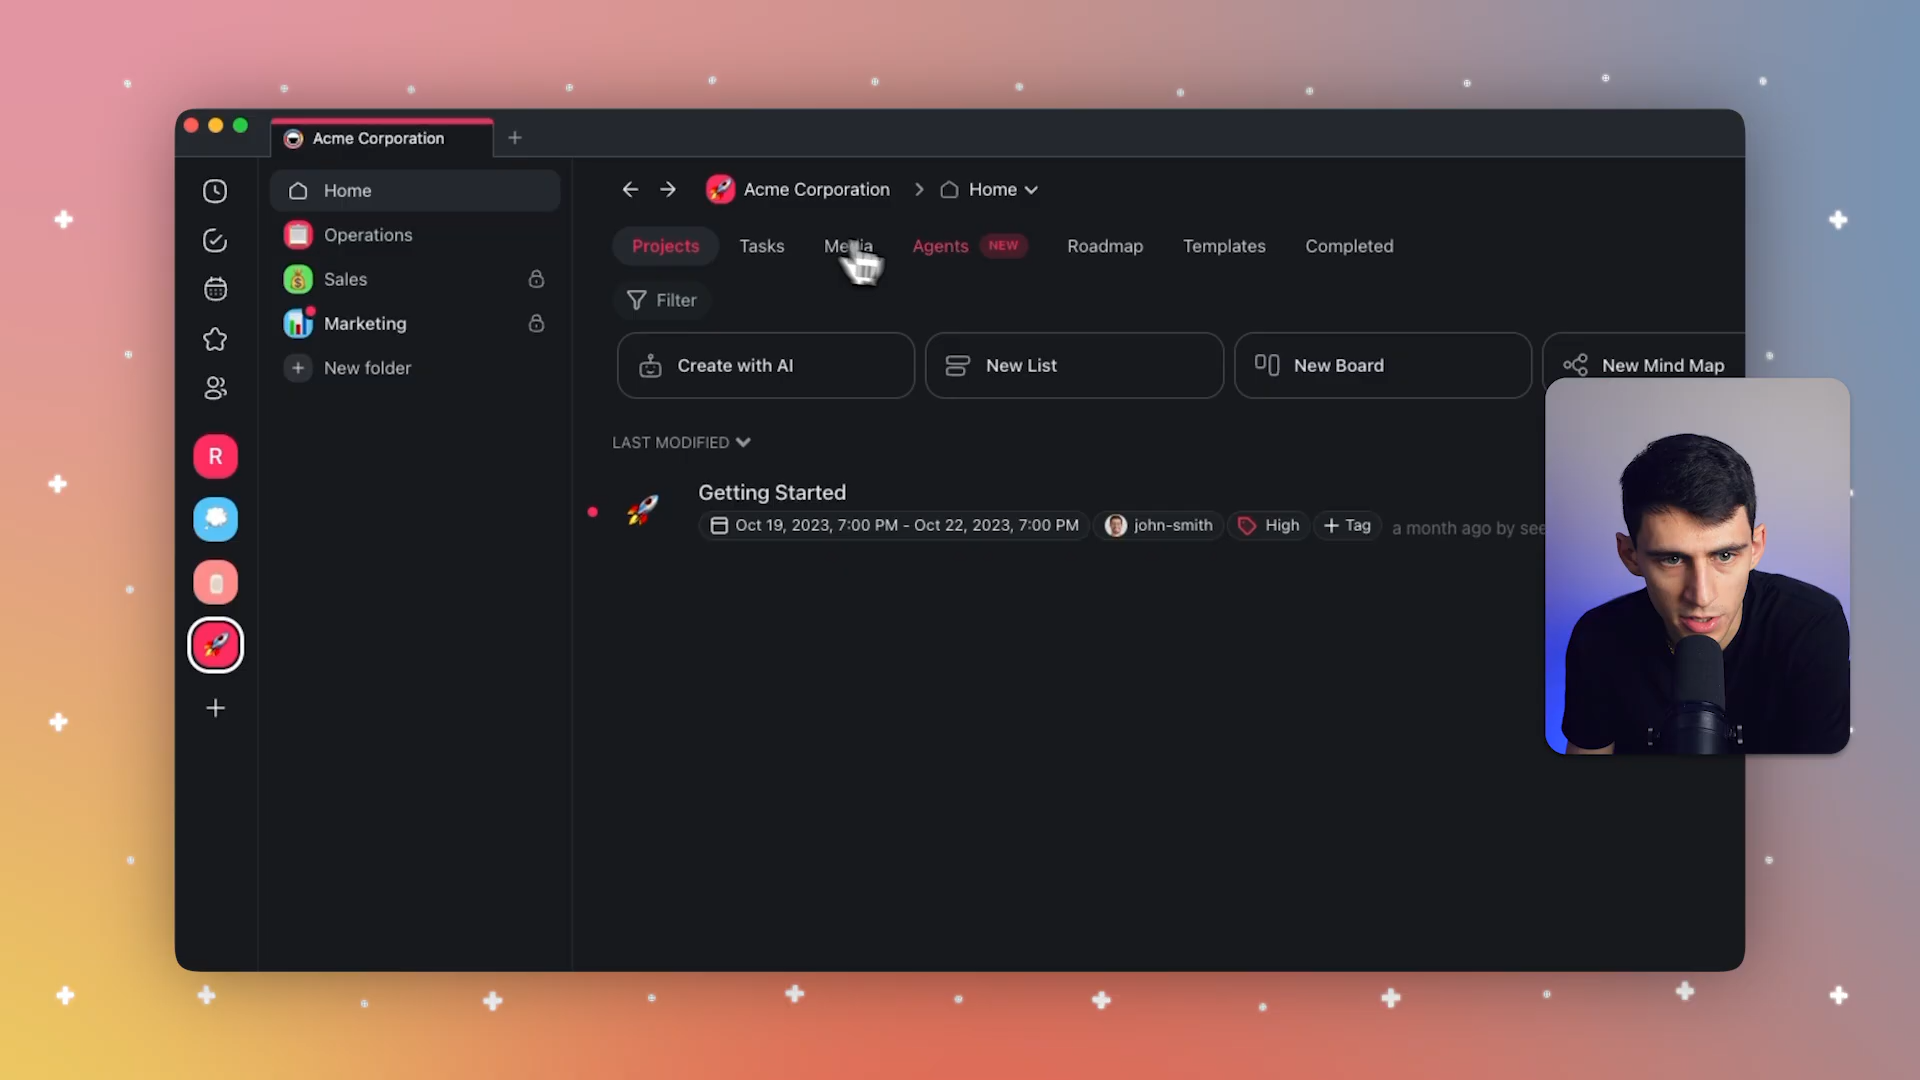 Acme Corporation
Home
Operations
Sales
Marketing
New folder
R
Acme Corporation > Home
Projects Tasks Media Agents NEW Roadmap Templates Completed
Filter
Create with AI New List New Board New Mind Map
LAST MODIFIED
Getting Started
Oct 19, 2023, 7:00 PM - Oct 22, 2023, 7:00 PM john-smith High + Tag a month ago by see